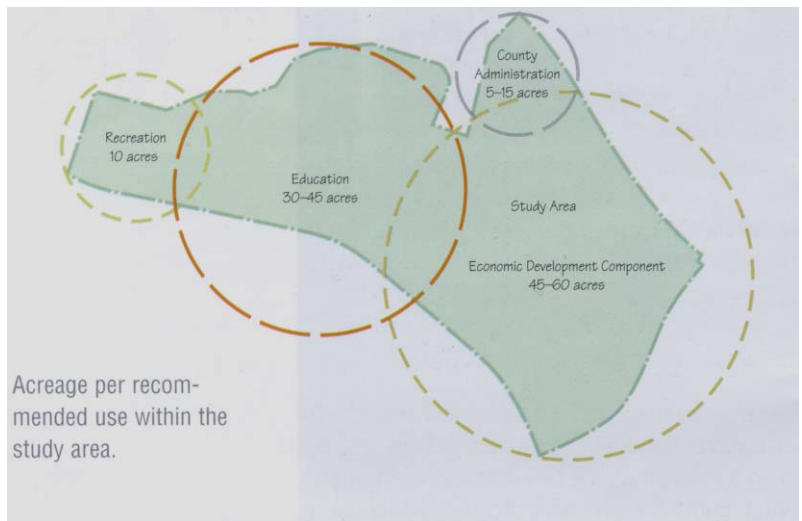 County
Administration
5–15 acres
Recreation
10 acres
Education
30–45 acres
Study Area
Economic Development Component
45–60 acres
Acreage per recom-
mended use within the
study area.